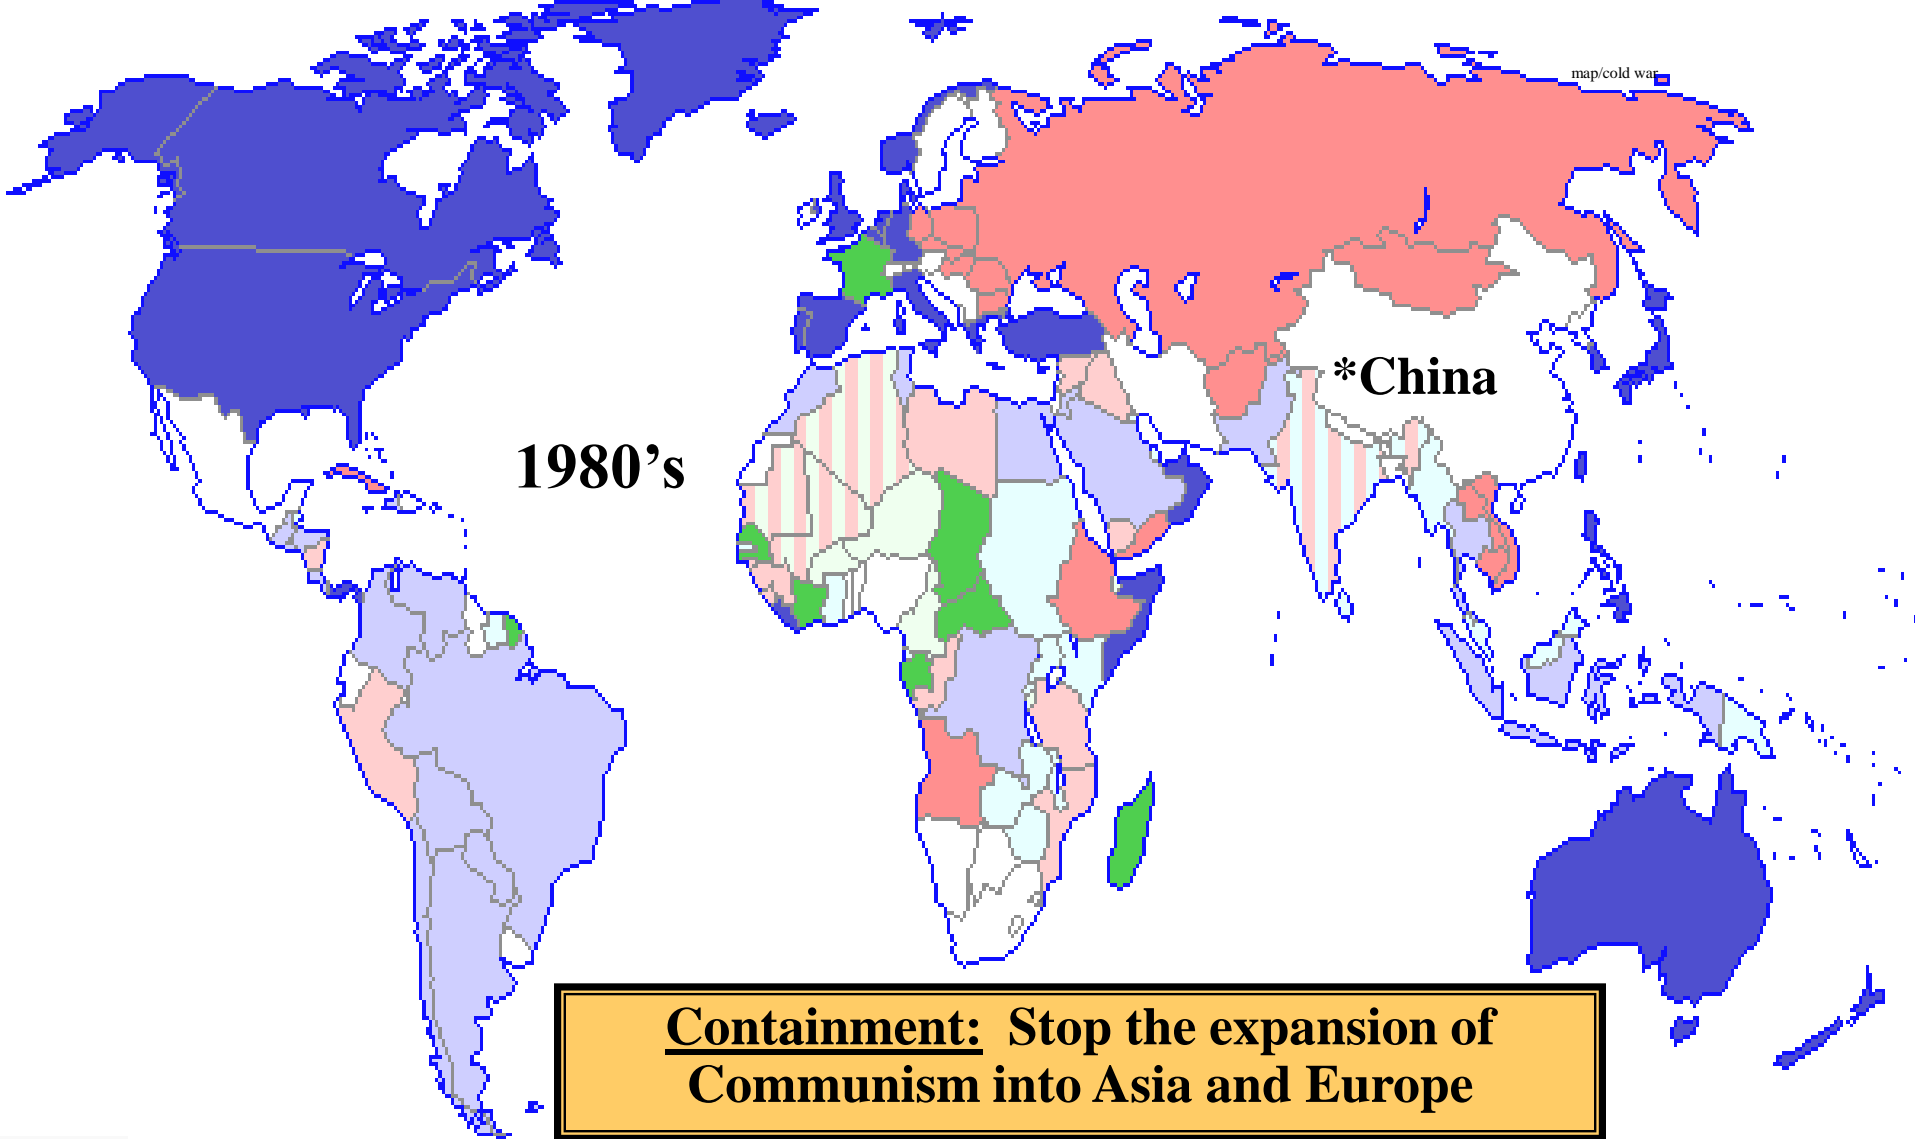 map/cold war
*China
1980’s
Containment: Stop the expansion of
Communism into Asia and Europe